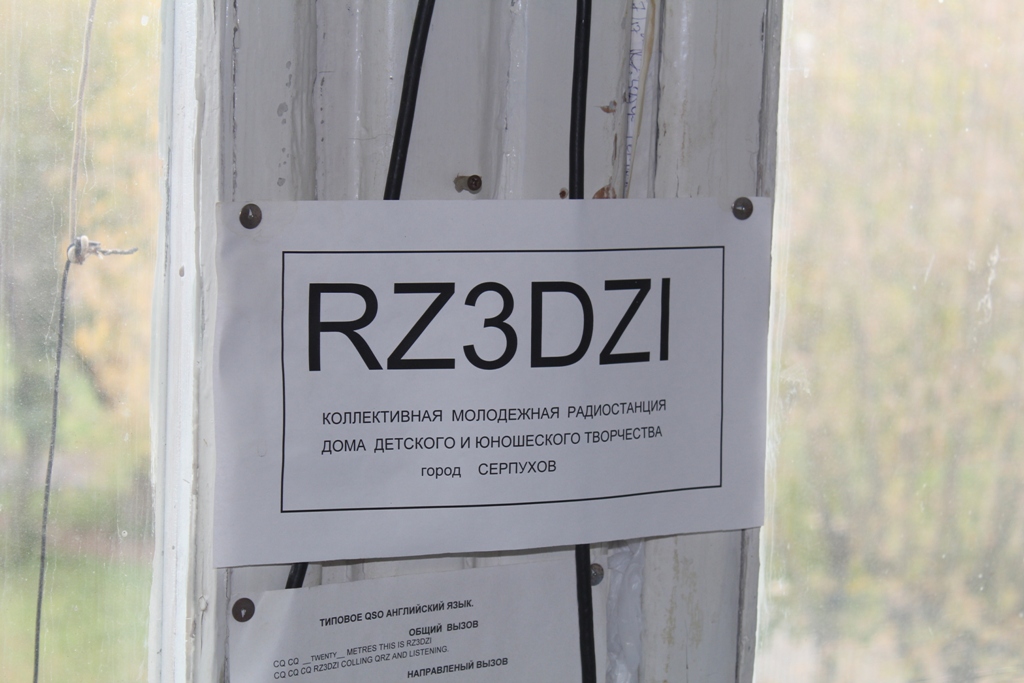 RZ3DZI
КОЛЛЕКТИВНАЯ МОЛОДЕЖНАЯ РАДИОСТАНЦИЯ
ДОМА ДЕТСКОГО И ЮНОШЕСКОГО ТВОРЧЕСТВА
город СЕРПУХОВ
ТИПОВОЕ QSO АНГЛИЙСКИЙ ЯЗЫК.
ОБЩИЙ ВЫЗОВ
CQ CQ __TWENTY__ METRES THIS IS RZ3DZI
CQ CQ CQ RZ3DZI COLLING QRZ AND LISTENING.
НАПРАВЛЕНЫЙ ВЫЗОВ